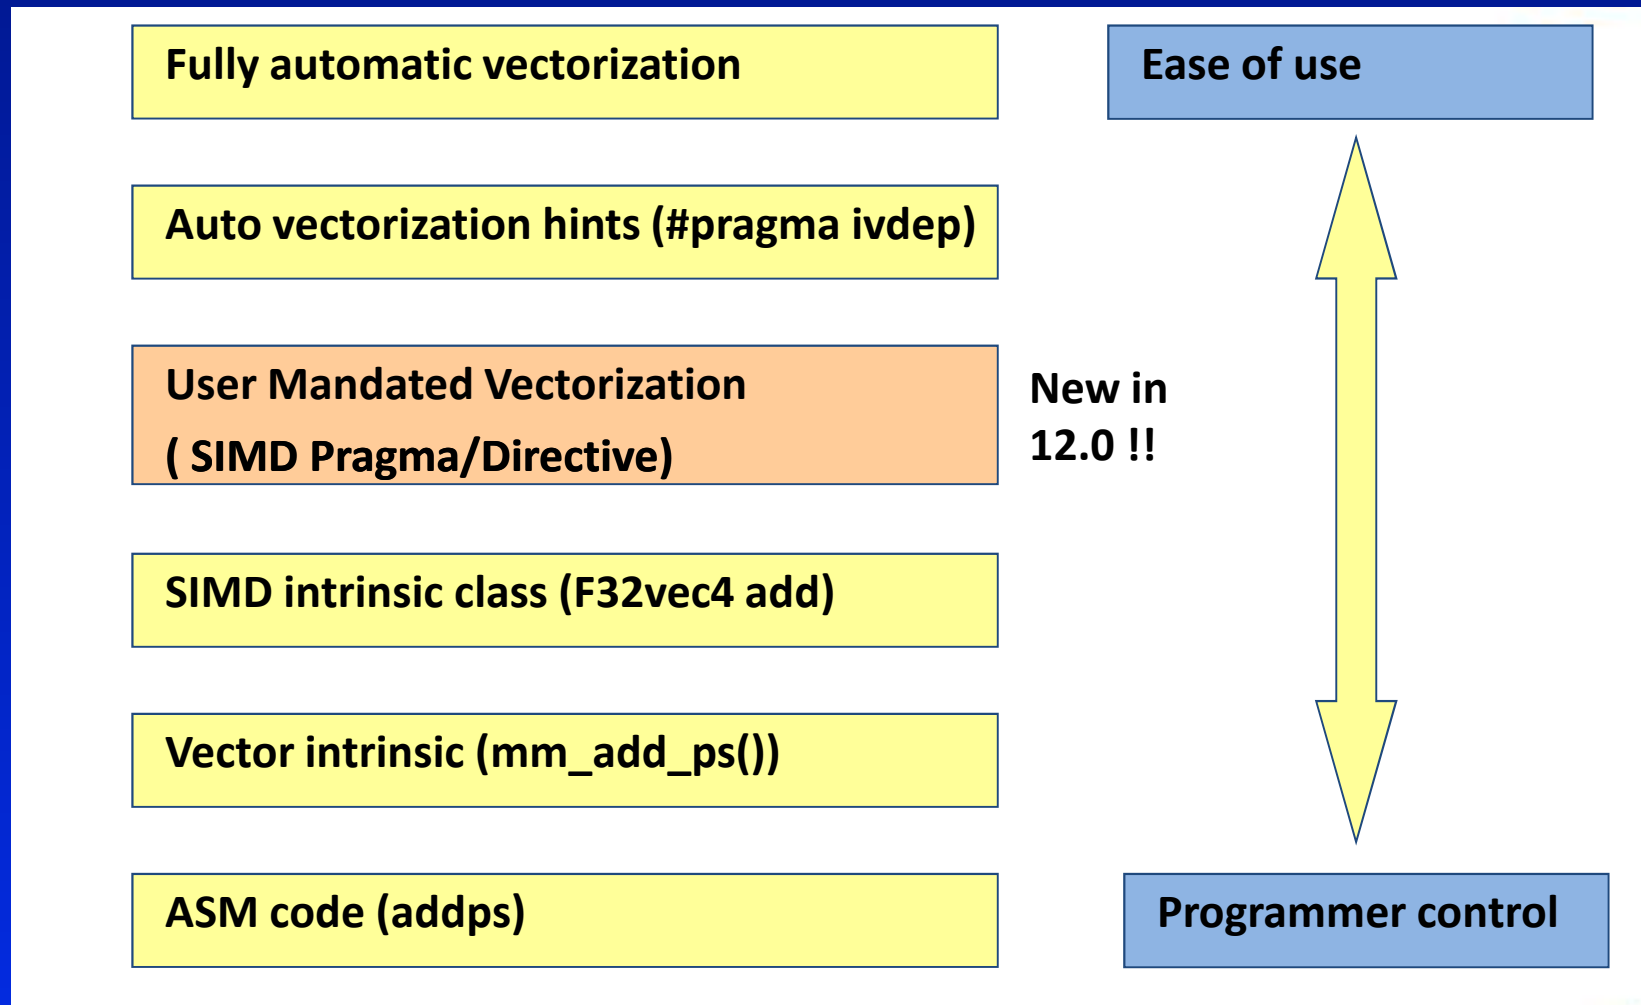 Fully automatic vectorization
Ease of use
Auto vectorization hints (#pragma ivdep)
User Mandated Vectorization
( SIMD Pragma/Directive)
New in
12.0 !!
SIMD intrinsic class (F32vec4 add)
Vector intrinsic (mm_add_ps())
ASM code (addps)
Programmer control